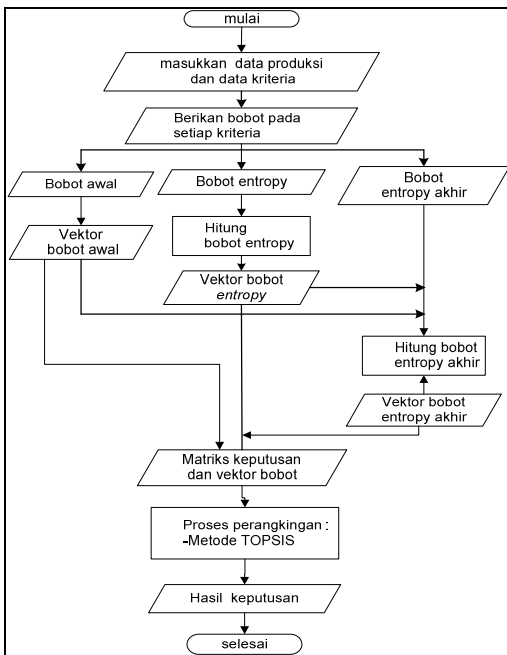 mulai
masukkan data produksi
dan data kriteria
Berikan bobot pada
setiap kriteria
Bobot awal
Bobot entropy
Bobot
entropy akhir
Vektor
bobot awal
Hitung
bobot entropy
Vektor bobot
entropy
Hitung bobot
entropy akhir
Vektor bobot
entropy akhir
Matriks keputusan
dan vektor bobot
Proses perangkingan :
-Metode TOPSIS
Hasil keputusan
selesai